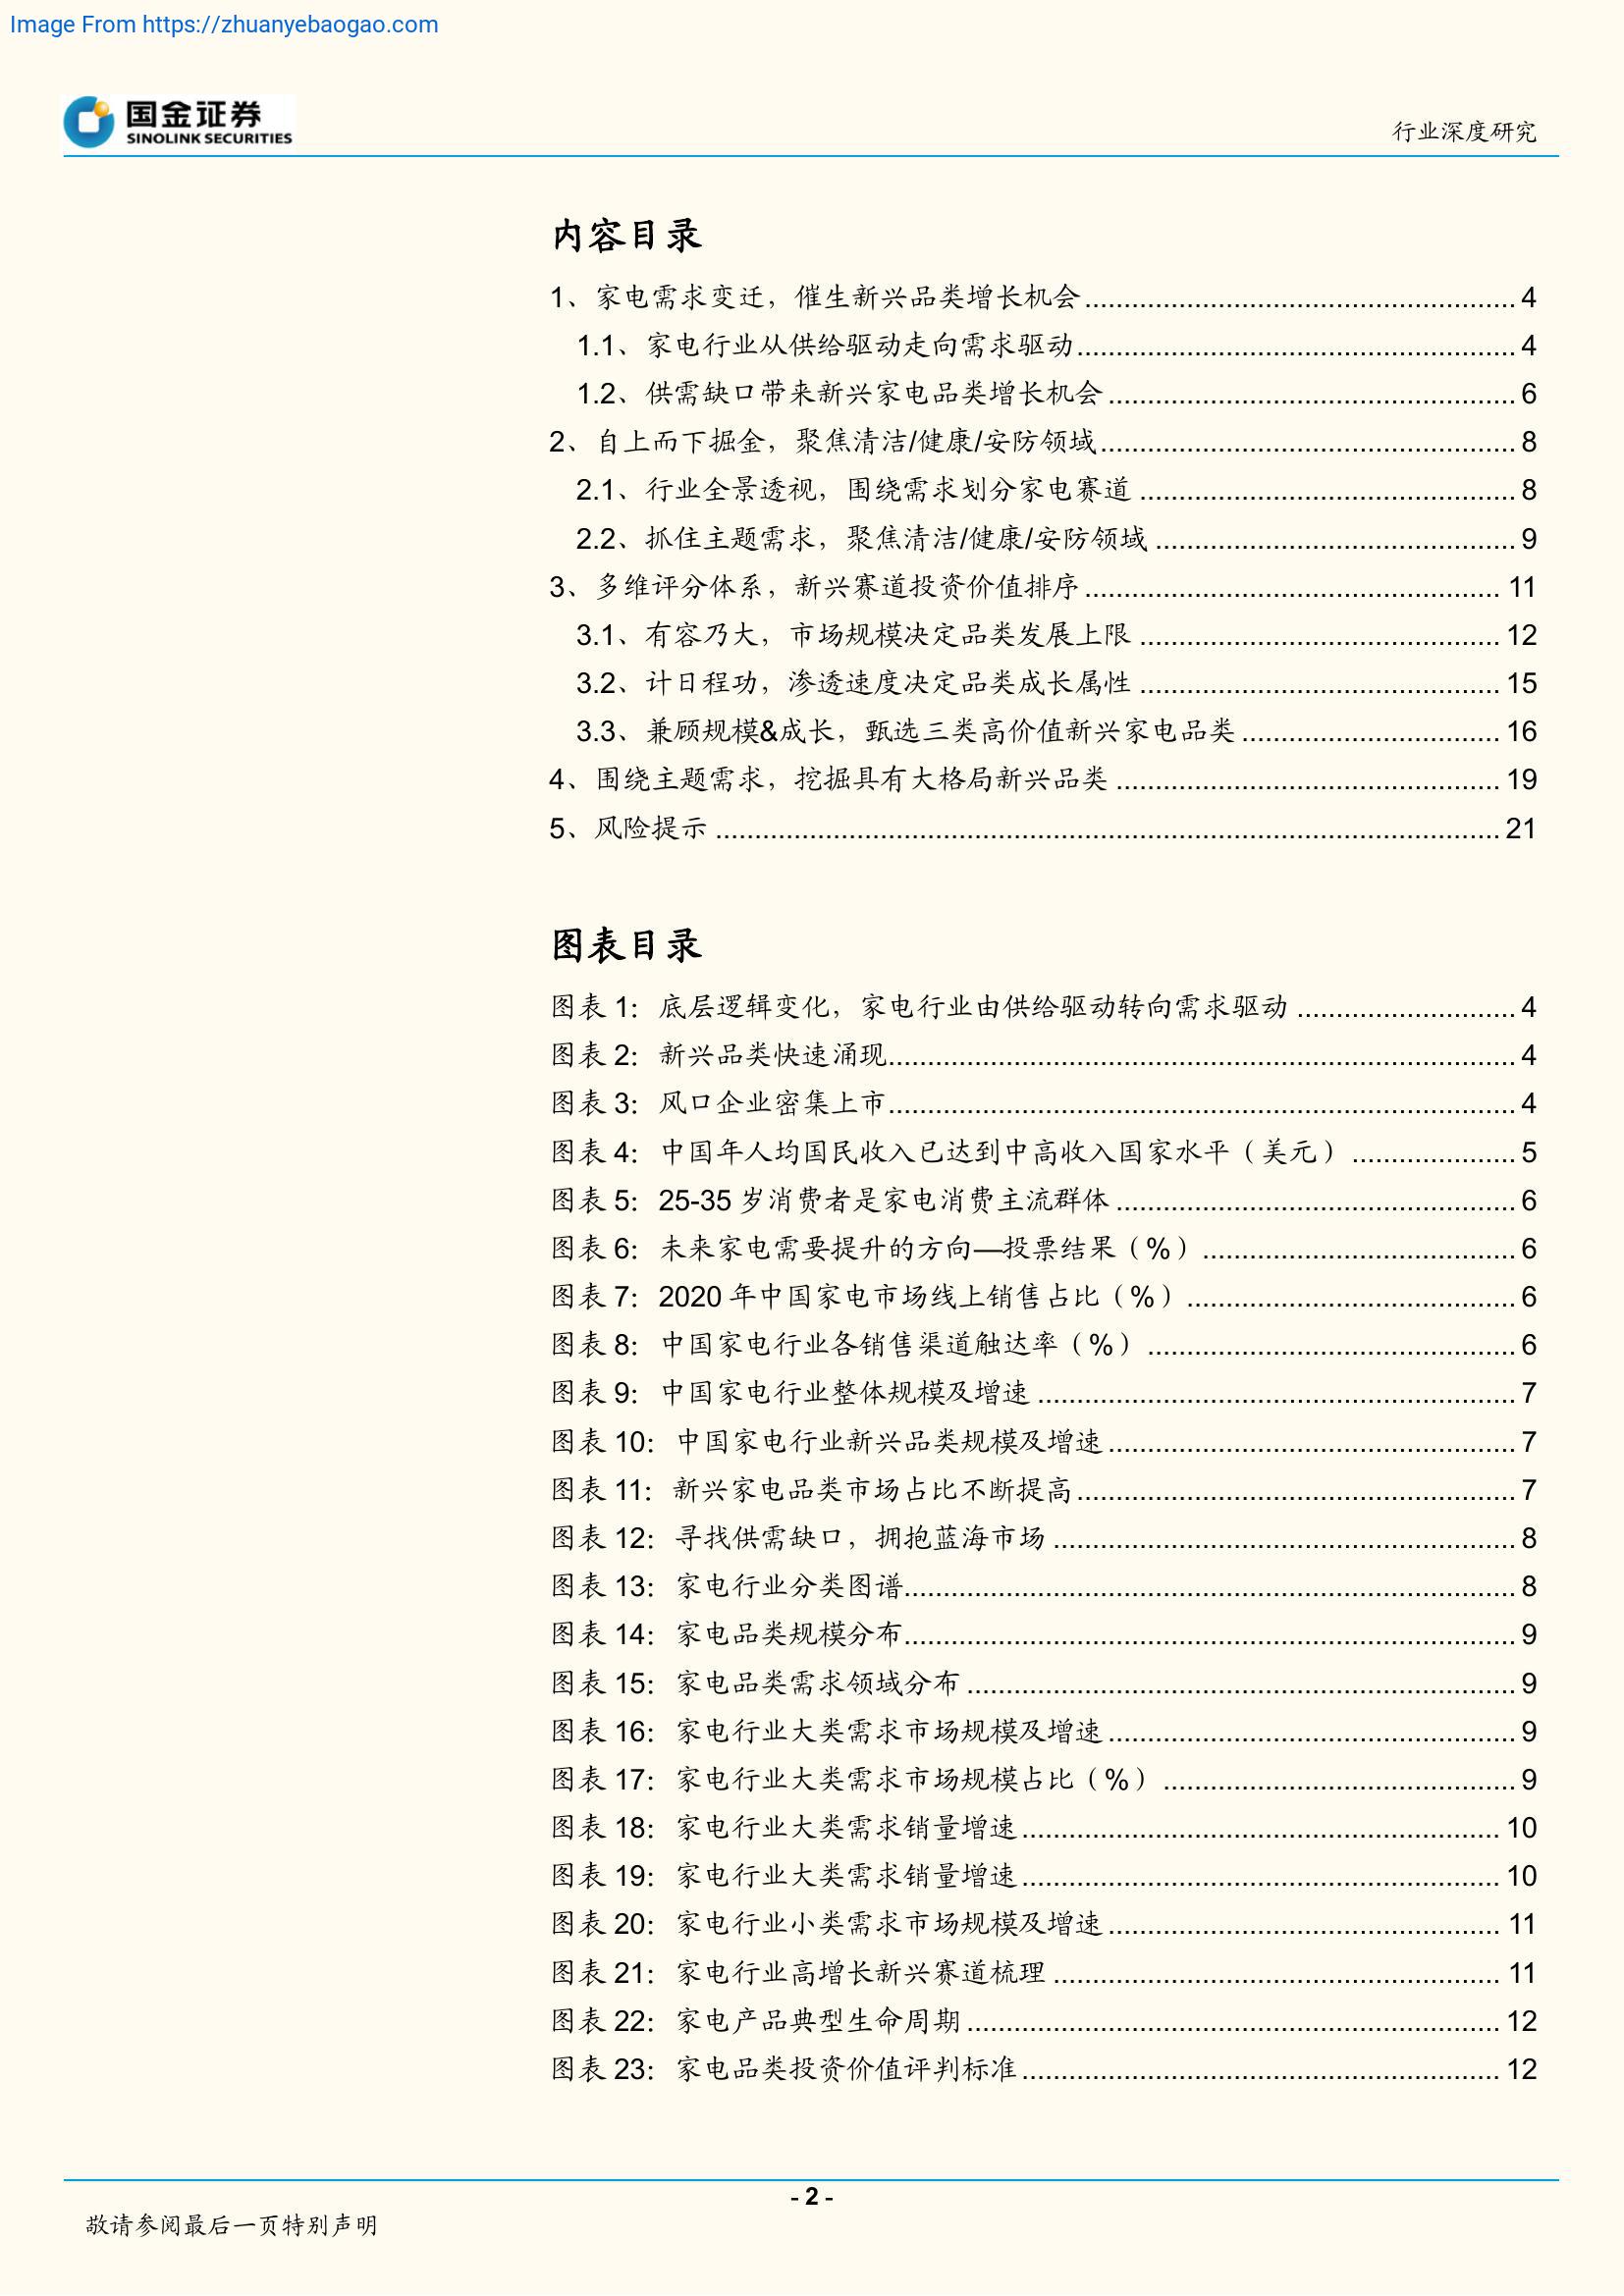 Image From https://zhuanyebaogao.com
国金证券
SINOLINK SECURITIES
行业深度研究
内容目录
1、家电需求变迁，催生新兴品类增长机会 4
1.1、家电行业从供给驱动走向需求驱动 4
1.2、供需缺口带来新兴家电品类增长机会 6
2、自上而下掘金，聚焦清洁/健康/安防领域 8
2.1、行业全景透视，围绕需求划分家电赛道 8
2.2、抓住主题需求，聚焦清洁/健康/安防领域 9
3、多维评分体系，新兴赛道投资价值排序 11
3.1、有容乃大，市场规模决定品类发展上限 12
3.2、计日程功，渗透速度决定品类成长属性 15
3.3、兼顾规模&成长，甄选三类高价值新兴家电品类 16
4、围绕主题需求，挖掘具有大格局新兴品类 19
5、风险提示 21
图表目录
图表 1：底层逻辑变化，家电行业由供给驱动转向需求驱动 4
图表 2：新兴品类快速涌现 4
图表 3：风口企业密集上市 4
图表 4：中国年人均国民收入已达到中高收入国家水平（美元） 5
图表 5：25-35 岁消费者是家电消费主流群体 6
图表 6：未来家电需要提升的方向—投票结果（%） 6
图表 7：2020 年中国家电市场线上销售占比（%） 6
图表 8：中国家电行业各销售渠道触达率（%） 6
图表 9：中国家电行业整体规模及增速 7
图表 10：中国家电行业新兴品类规模及增速 7
图表 11：新兴家电品类市场占比不断提高 7
图表 12：寻找供需缺口，拥抱蓝海市场 8
图表 13：家电行业分类图谱 8
图表 14：家电品类规模分布 9
图表 15：家电品类需求领域分布 9
图表 16：家电行业大类需求市场规模及增速 9
图表 17：家电行业大类需求市场规模占比（%） 9
图表 18：家电行业大类需求销量增速 10
图表 19：家电行业大类需求销量增速 10
图表 20：家电行业小类需求市场规模及增速 11
图表 21：家电行业高增长新兴赛道梳理 11
图表 22：家电产品典型生命周期 12
图表 23：家电品类投资价值评判标准 12
- 2 -
敬请参阅最后一页特别声明